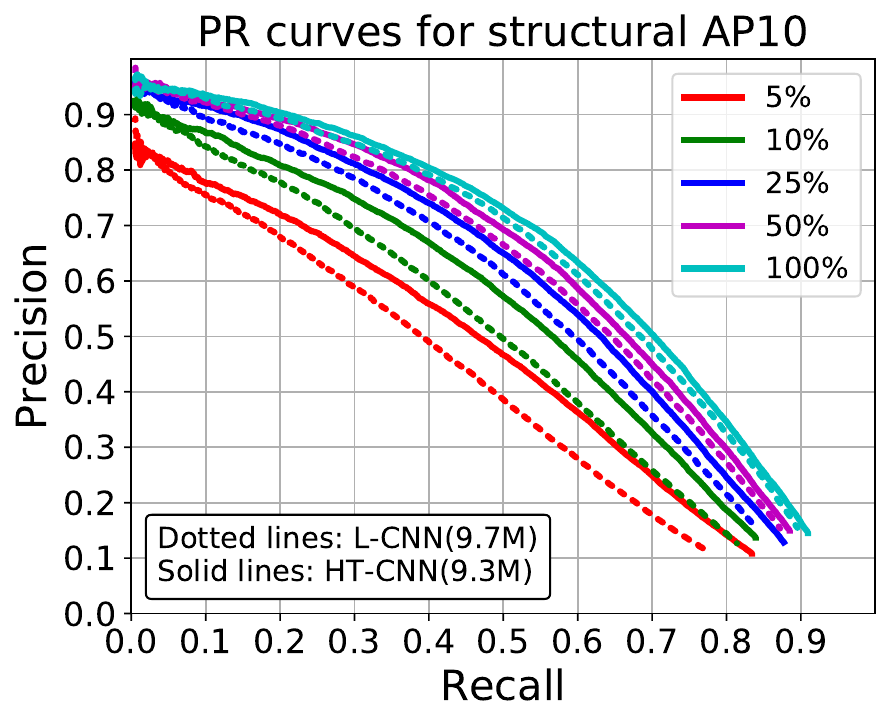 PR curves for structural AP10
Precision
0.9
0.8
0.7
0.6
0.5
0.4
0.3
0.2
0.1
0.0
5%
10%
25%
50%
100%
Dotted lines: L-CNN(9.7M)
Solid lines: HT-CNN(9.3M)
0.0 0.1 0.2 0.3 0.4 0.5 0.6 0.7 0.8 0.9
Recall